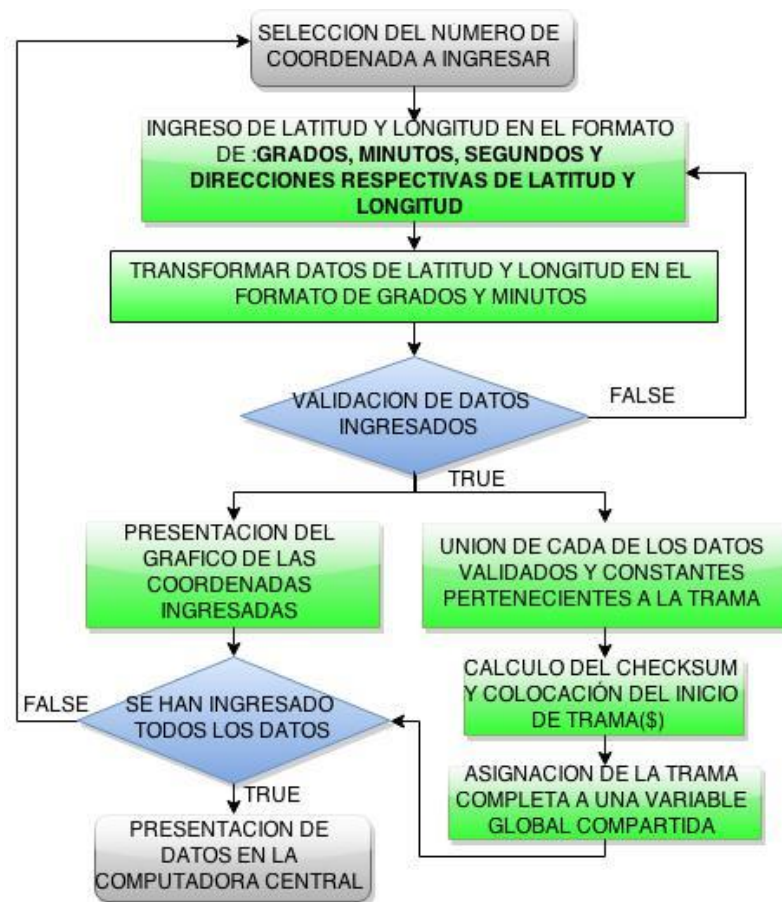 SELECCION DEL NÚMERO DE
COORDENADA A INGRESAR
INGRESO DE LATITUD Y LONGITUD EN EL FORMATO
DE :GRADOS, MINUTOS, SEGUNDOS Y
DIRECCIONES RESPECTIVAS DE LATITUD Y
LONGITUD
TRANSFORMAR DATOS DE LATITUD Y LONGITUD EN EL
FORMATO DE GRADOS Y MINUTOS
VALIDACION DE DATOS
INGRESADOS
FALSE
TRUE
PRESENTACION DEL
GRAFICO DE LAS
COORDENADAS
INGRESADAS
UNION DE CADA DE LOS DATOS
VALIDADOS Y CONSTANTES
PERTENECIENTES A LA TRAMA
CALCULO DEL CHECKSUM
Y COLOCACIÓN DEL INICIO
DE TRAMA($)
ASIGNACION DE LA TRAMA
COMPLETA A UNA VARIABLE
GLOBAL COMPARTIDA
SE HAN INGRESADO
TODOS LOS DATOS
FALSE
TRUE
PRESENTACION DE
DATOS EN LA
COMPUTADORA CENTRAL